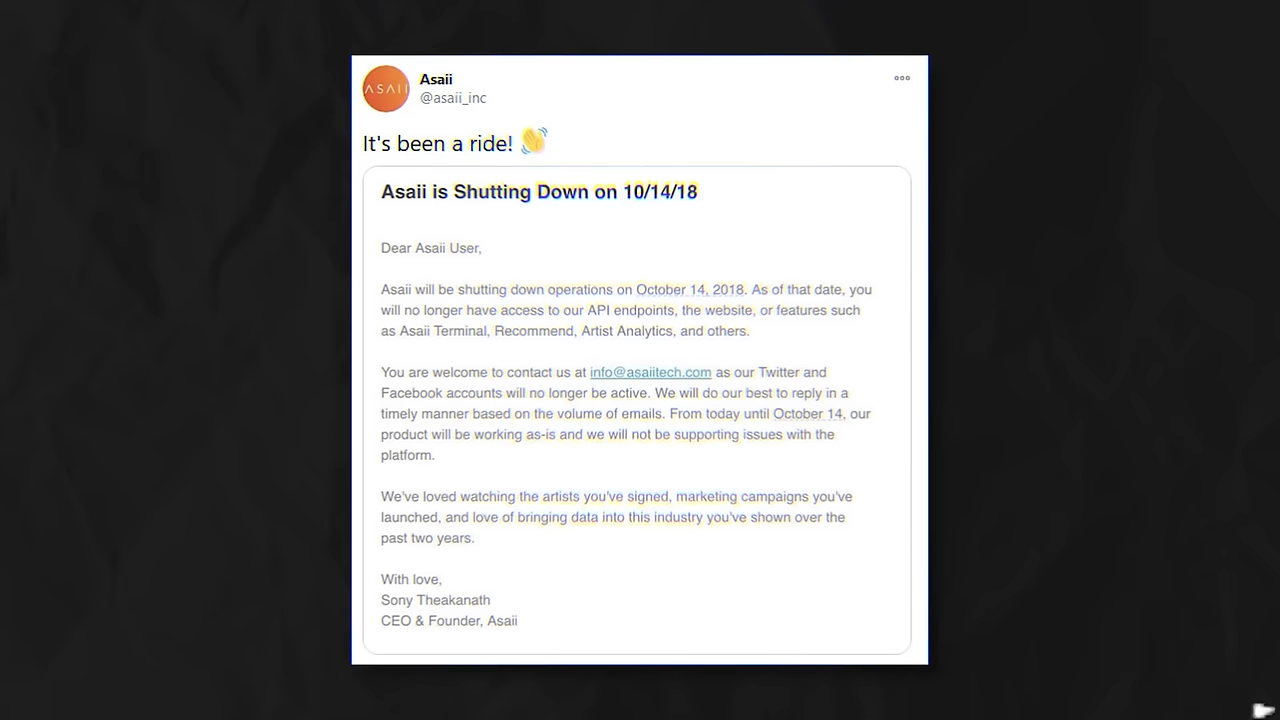 ASAII
Asaii
@asaii_inc
It's been a ride! 👋
Asaii is Shutting Down on 10/14/18
Dear Asaii User,
Asaii will be shutting down operations on October 14, 2018. As of that date, you
will no longer have access to our API endpoints, the website, or features such
as Asaii Terminal, Recommend, Artist Analytics, and others.
You are welcome to contact us at info@asaiitech.com as our Twitter and
Facebook accounts will no longer be active. We will do our best to reply in a
timely manner based on the volume of emails. From today until October 14, our
product will be working as-is and we will not be supporting issues with the
platform.
We've loved watching the artists you've signed, marketing campaigns you've
launched, and love of bringing data into this industry you've shown over the
past two years.
With love,
Sony Theakanath
CEO & Founder, Asaii